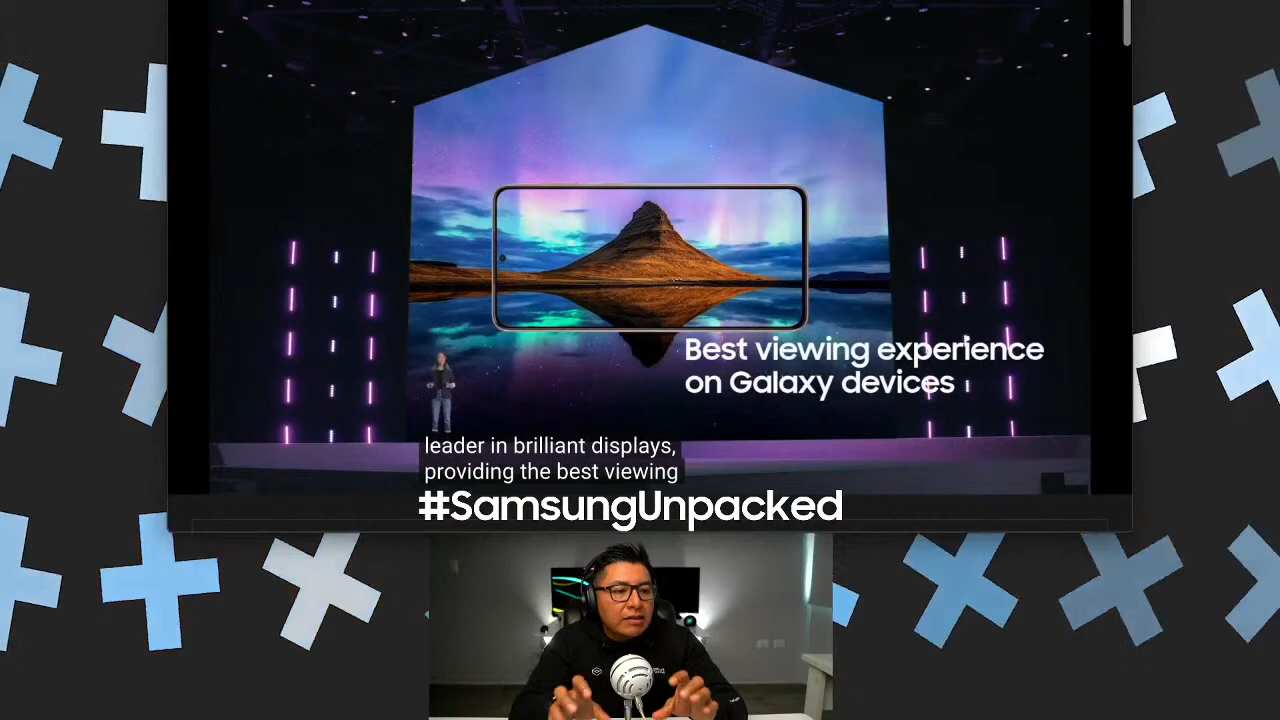 Best viewing experience
on Galaxy devices
leader in brilliant displays,
providing the best viewing
#SamsungUnpacked